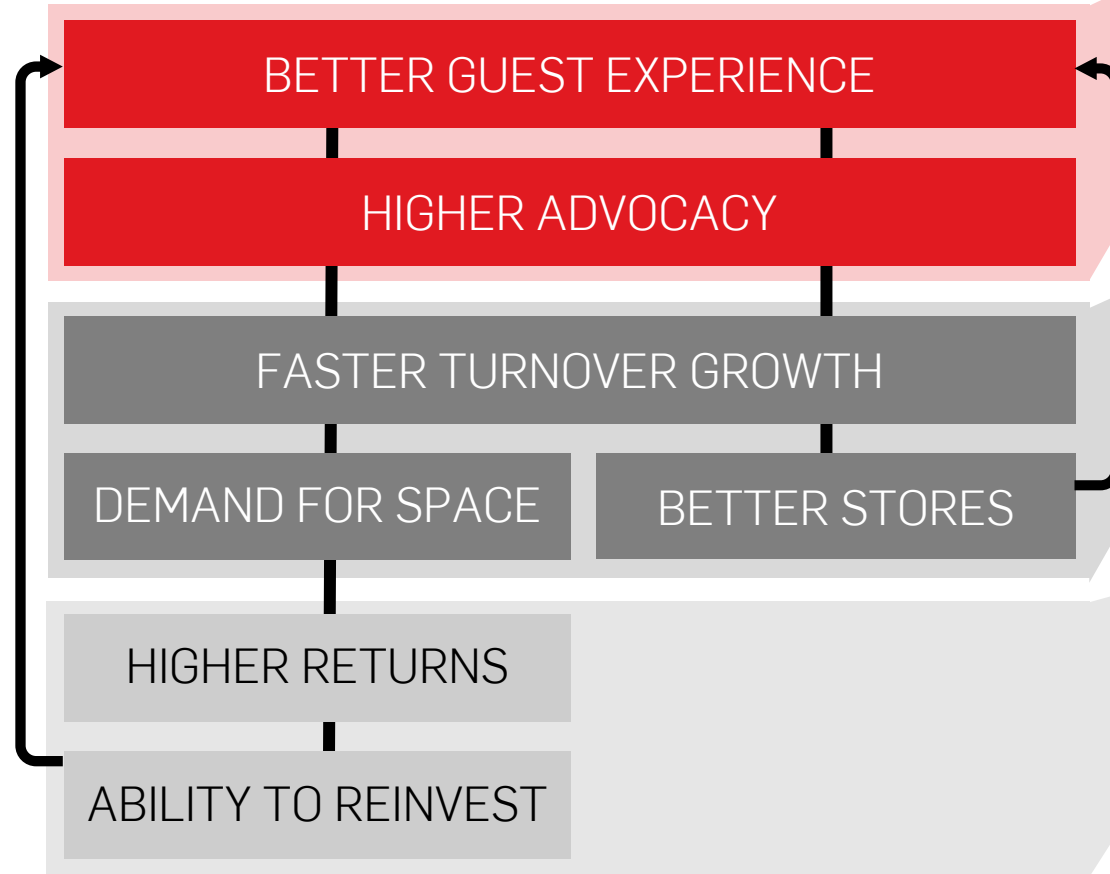 BETTER GUEST EXPERIENCE
HIGHER ADVOCACY
FASTER TURNOVER GROWTH
DEMAND FOR SPACE
BETTER STORES
HIGHER RETURNS
ABILITY TO REINVEST